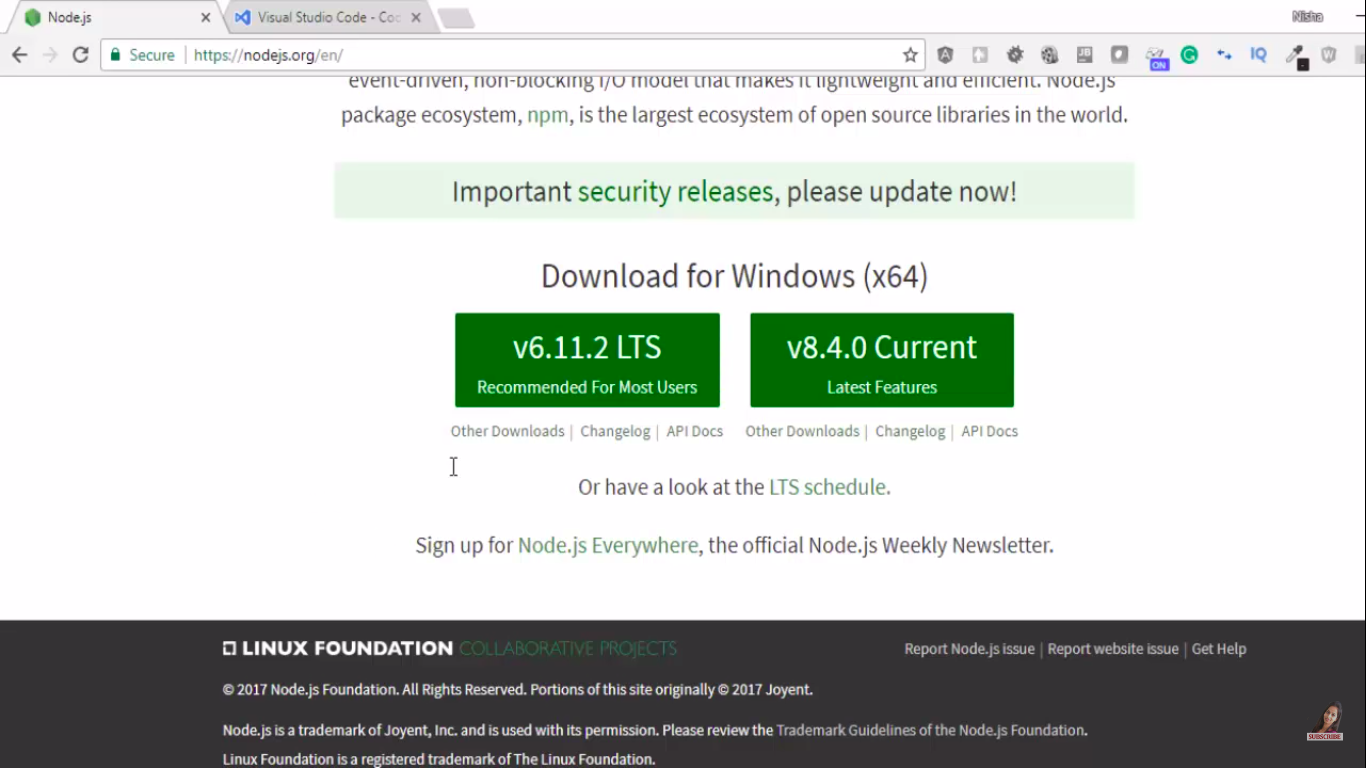 Node.js
Visual Studio Code - Coc
Nisha
Secure https://nodejs.org/en/
ON
IQ
event-driven, non-blocking I/O model that makes it lightweight and efficient. Node.js
package ecosystem, npm, is the largest ecosystem of open source libraries in the world.
Important security releases, please update now!
Download for Windows (x64)
v6.11.2 LTS
Recommended For Most Users
v8.4.0 Current
Latest Features
Other Downloads | Changelog | API Docs
Other Downloads | Changelog | API Docs
Or have a look at the LTS schedule.
Sign up for Node.js Everywhere, the official Node.js Weekly Newsletter.
LINUX FOUNDATION COLLABORATIVE PROJECTS
Report Node.js issue | Report website issue | Get Help
© 2017 Node.js Foundation. All Rights Reserved. Portions of this site originally © 2017 Joyent.
Node.js is a trademark of Joyent, Inc. and is used with its permission. Please review the Trademark Guidelines of the Node.js Foundation.
Linux Foundation is a registered trademark of The Linux Foundation.
SUBSCRIBE